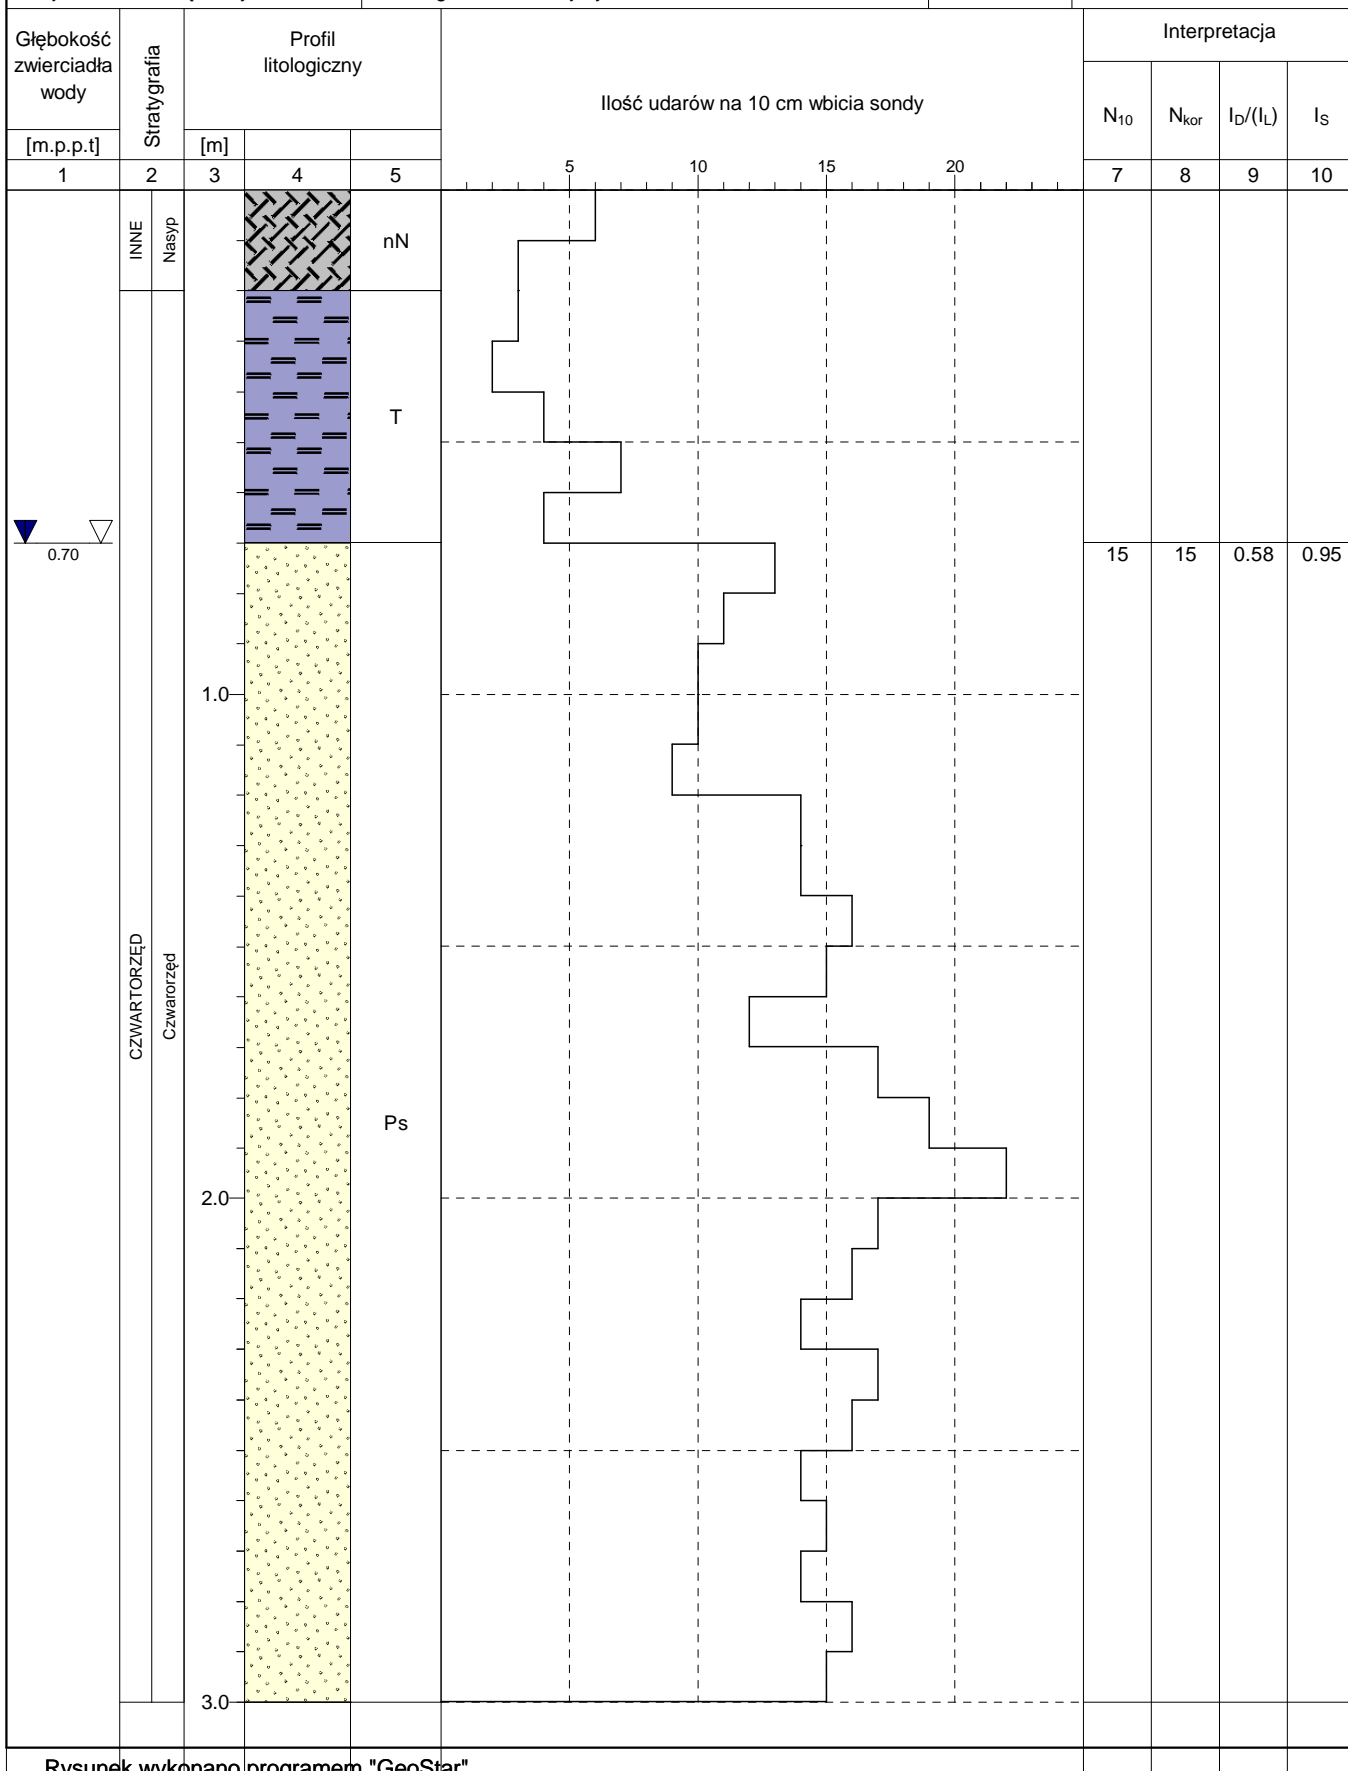 Głębokość
zwierciadła
wody
[m.p.p.t]
Stratygrafia
Profil
litologiczny
[m]
Ilość udarów na 10 cm wbicia sondy
Interpretacja
N10
Nkor
ID/(IL)
IS
5 10 15 20
1 2 3 4 5 7 8 9 10
INNE
Nasyp
nN
T
0.70
15 15 0.58 0.95
1.0
CZWARTORZĘD
Czwarorzęd
Ps
2.0
3.0
Rysunek wykonano programem "GeoStar"